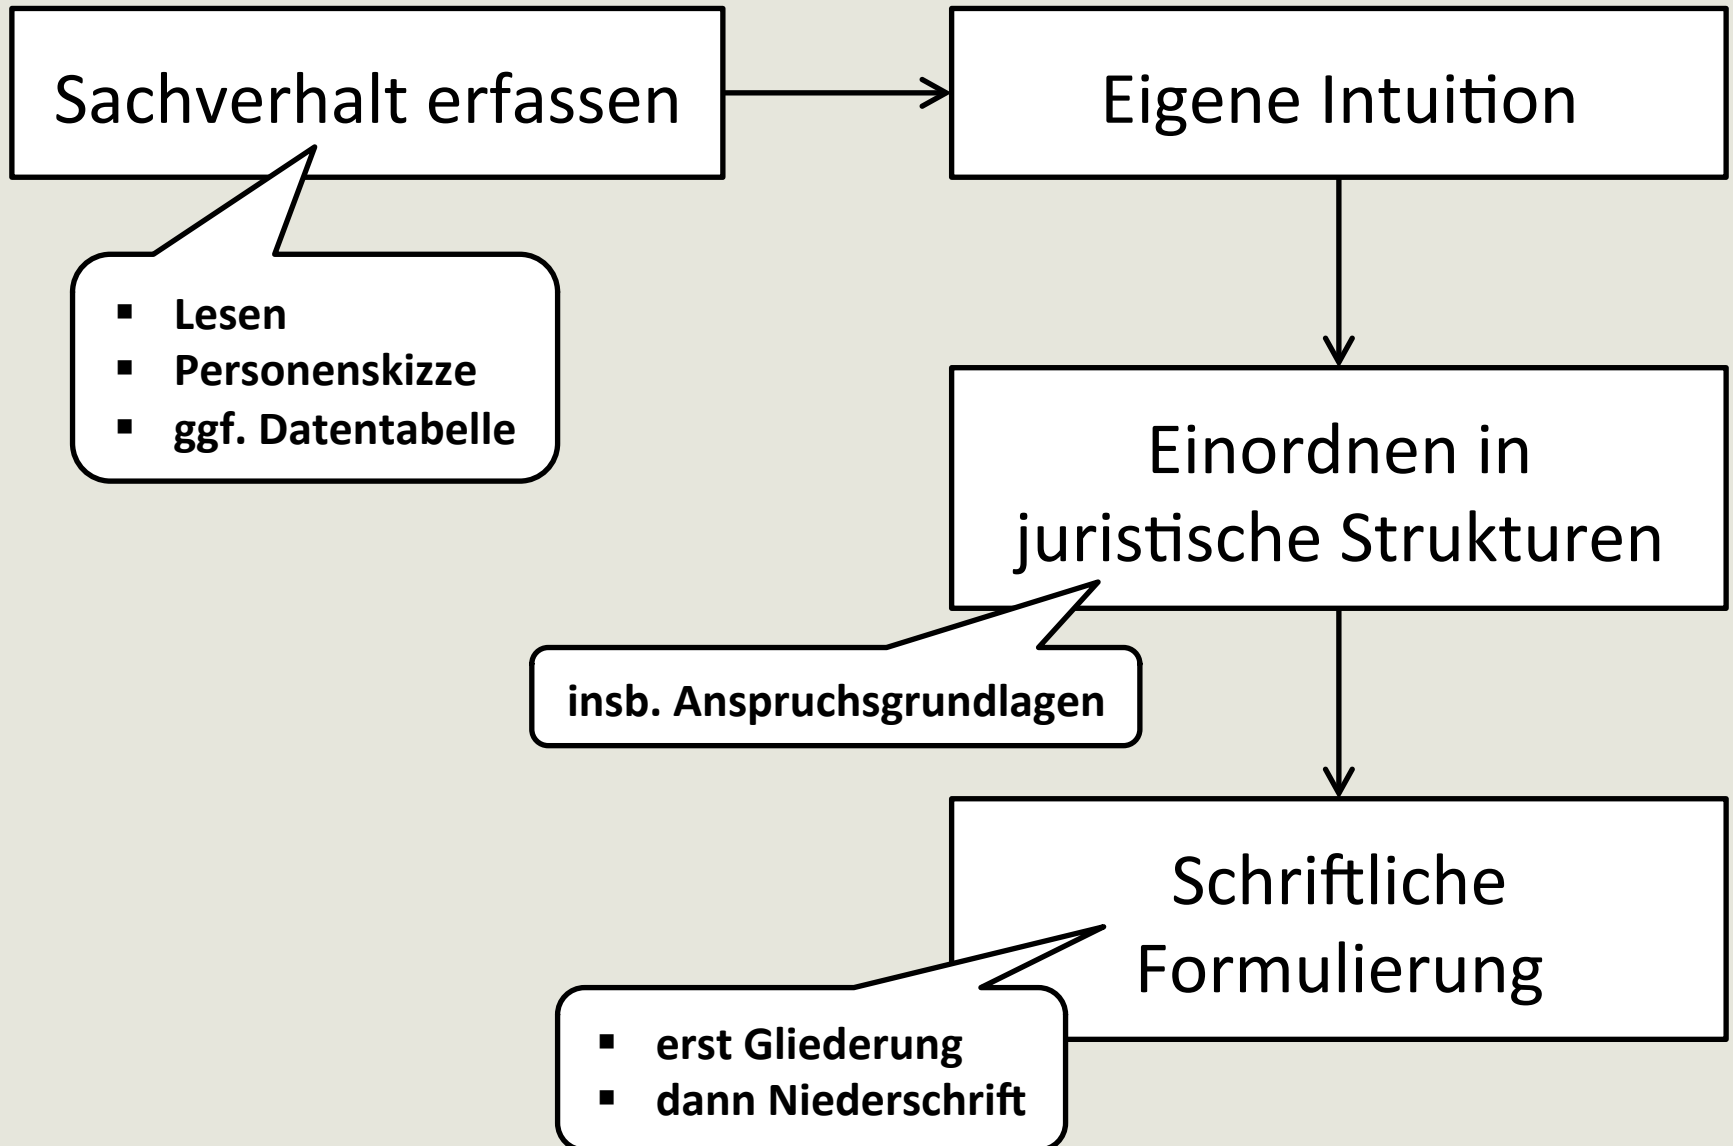 Sachverhalt erfassen
Eigene Intuition
▪ Lesen
▪ Personenskizze
▪ ggf. Datentabelle
Einordnen in
juristische Strukturen
insb. Anspruchsgrundlagen
Schriftliche
Formulierung
▪ erst Gliederung
▪ dann Niederschrift